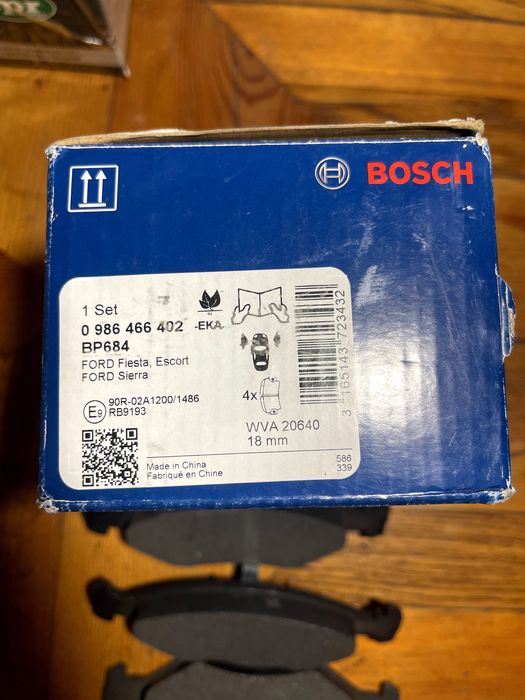 BOSCH
1 Set
0 986 466 402 -EKA
BP684
FORD Fiesta, Escort
FORD Sierra
E9
90R-02A1200/1486
RB9193
4x
WVA 20640
18 mm
Made in China
Fabriqué en Chine
586
339
3 165143 723432